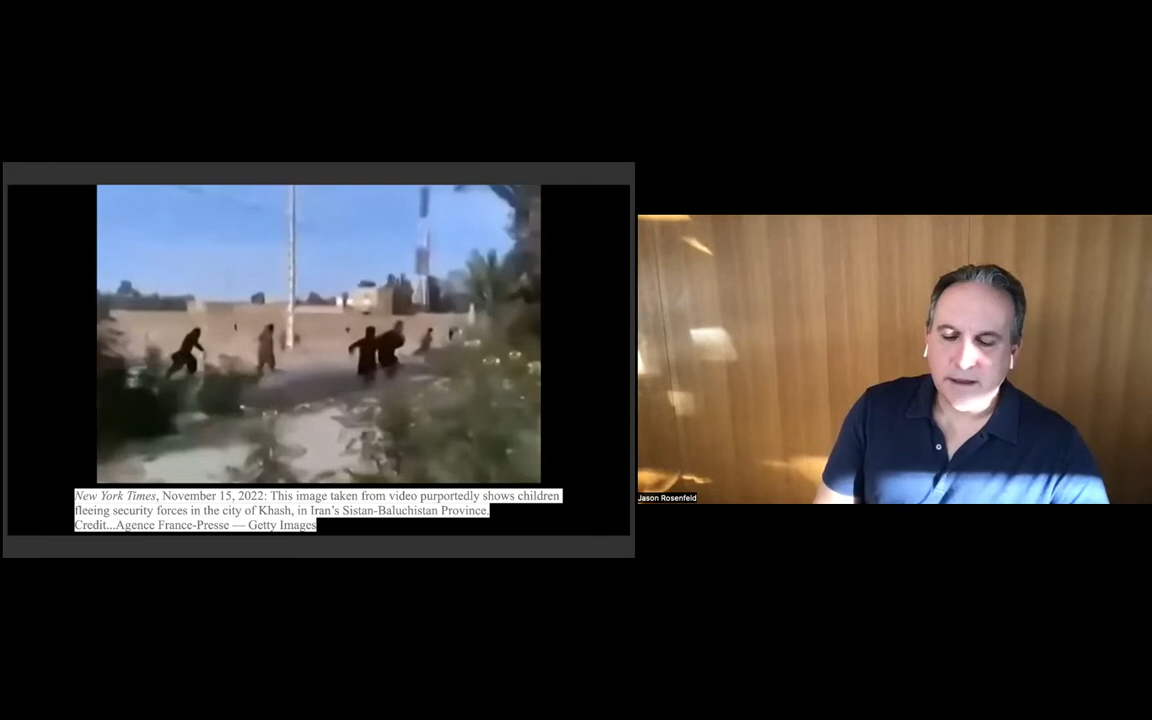 New York Times, November 15, 2022: This image taken from video purportedly shows children
fleeing security forces in the city of Khash, in Iran’s Sistan-Baluchistan Province.
Credit...Agence France-Presse — Getty Images
Jason Rosenfeld